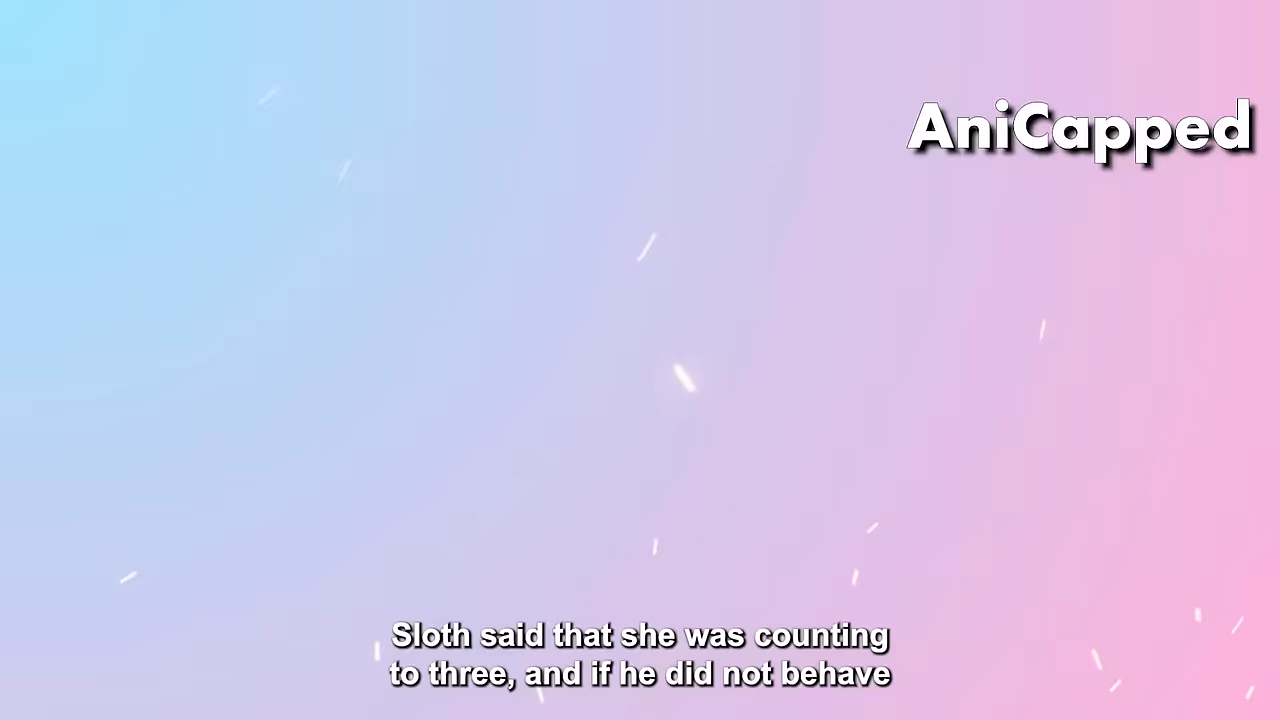 AniCapped
Sloth said that she was counting
to three, and if he did not behave